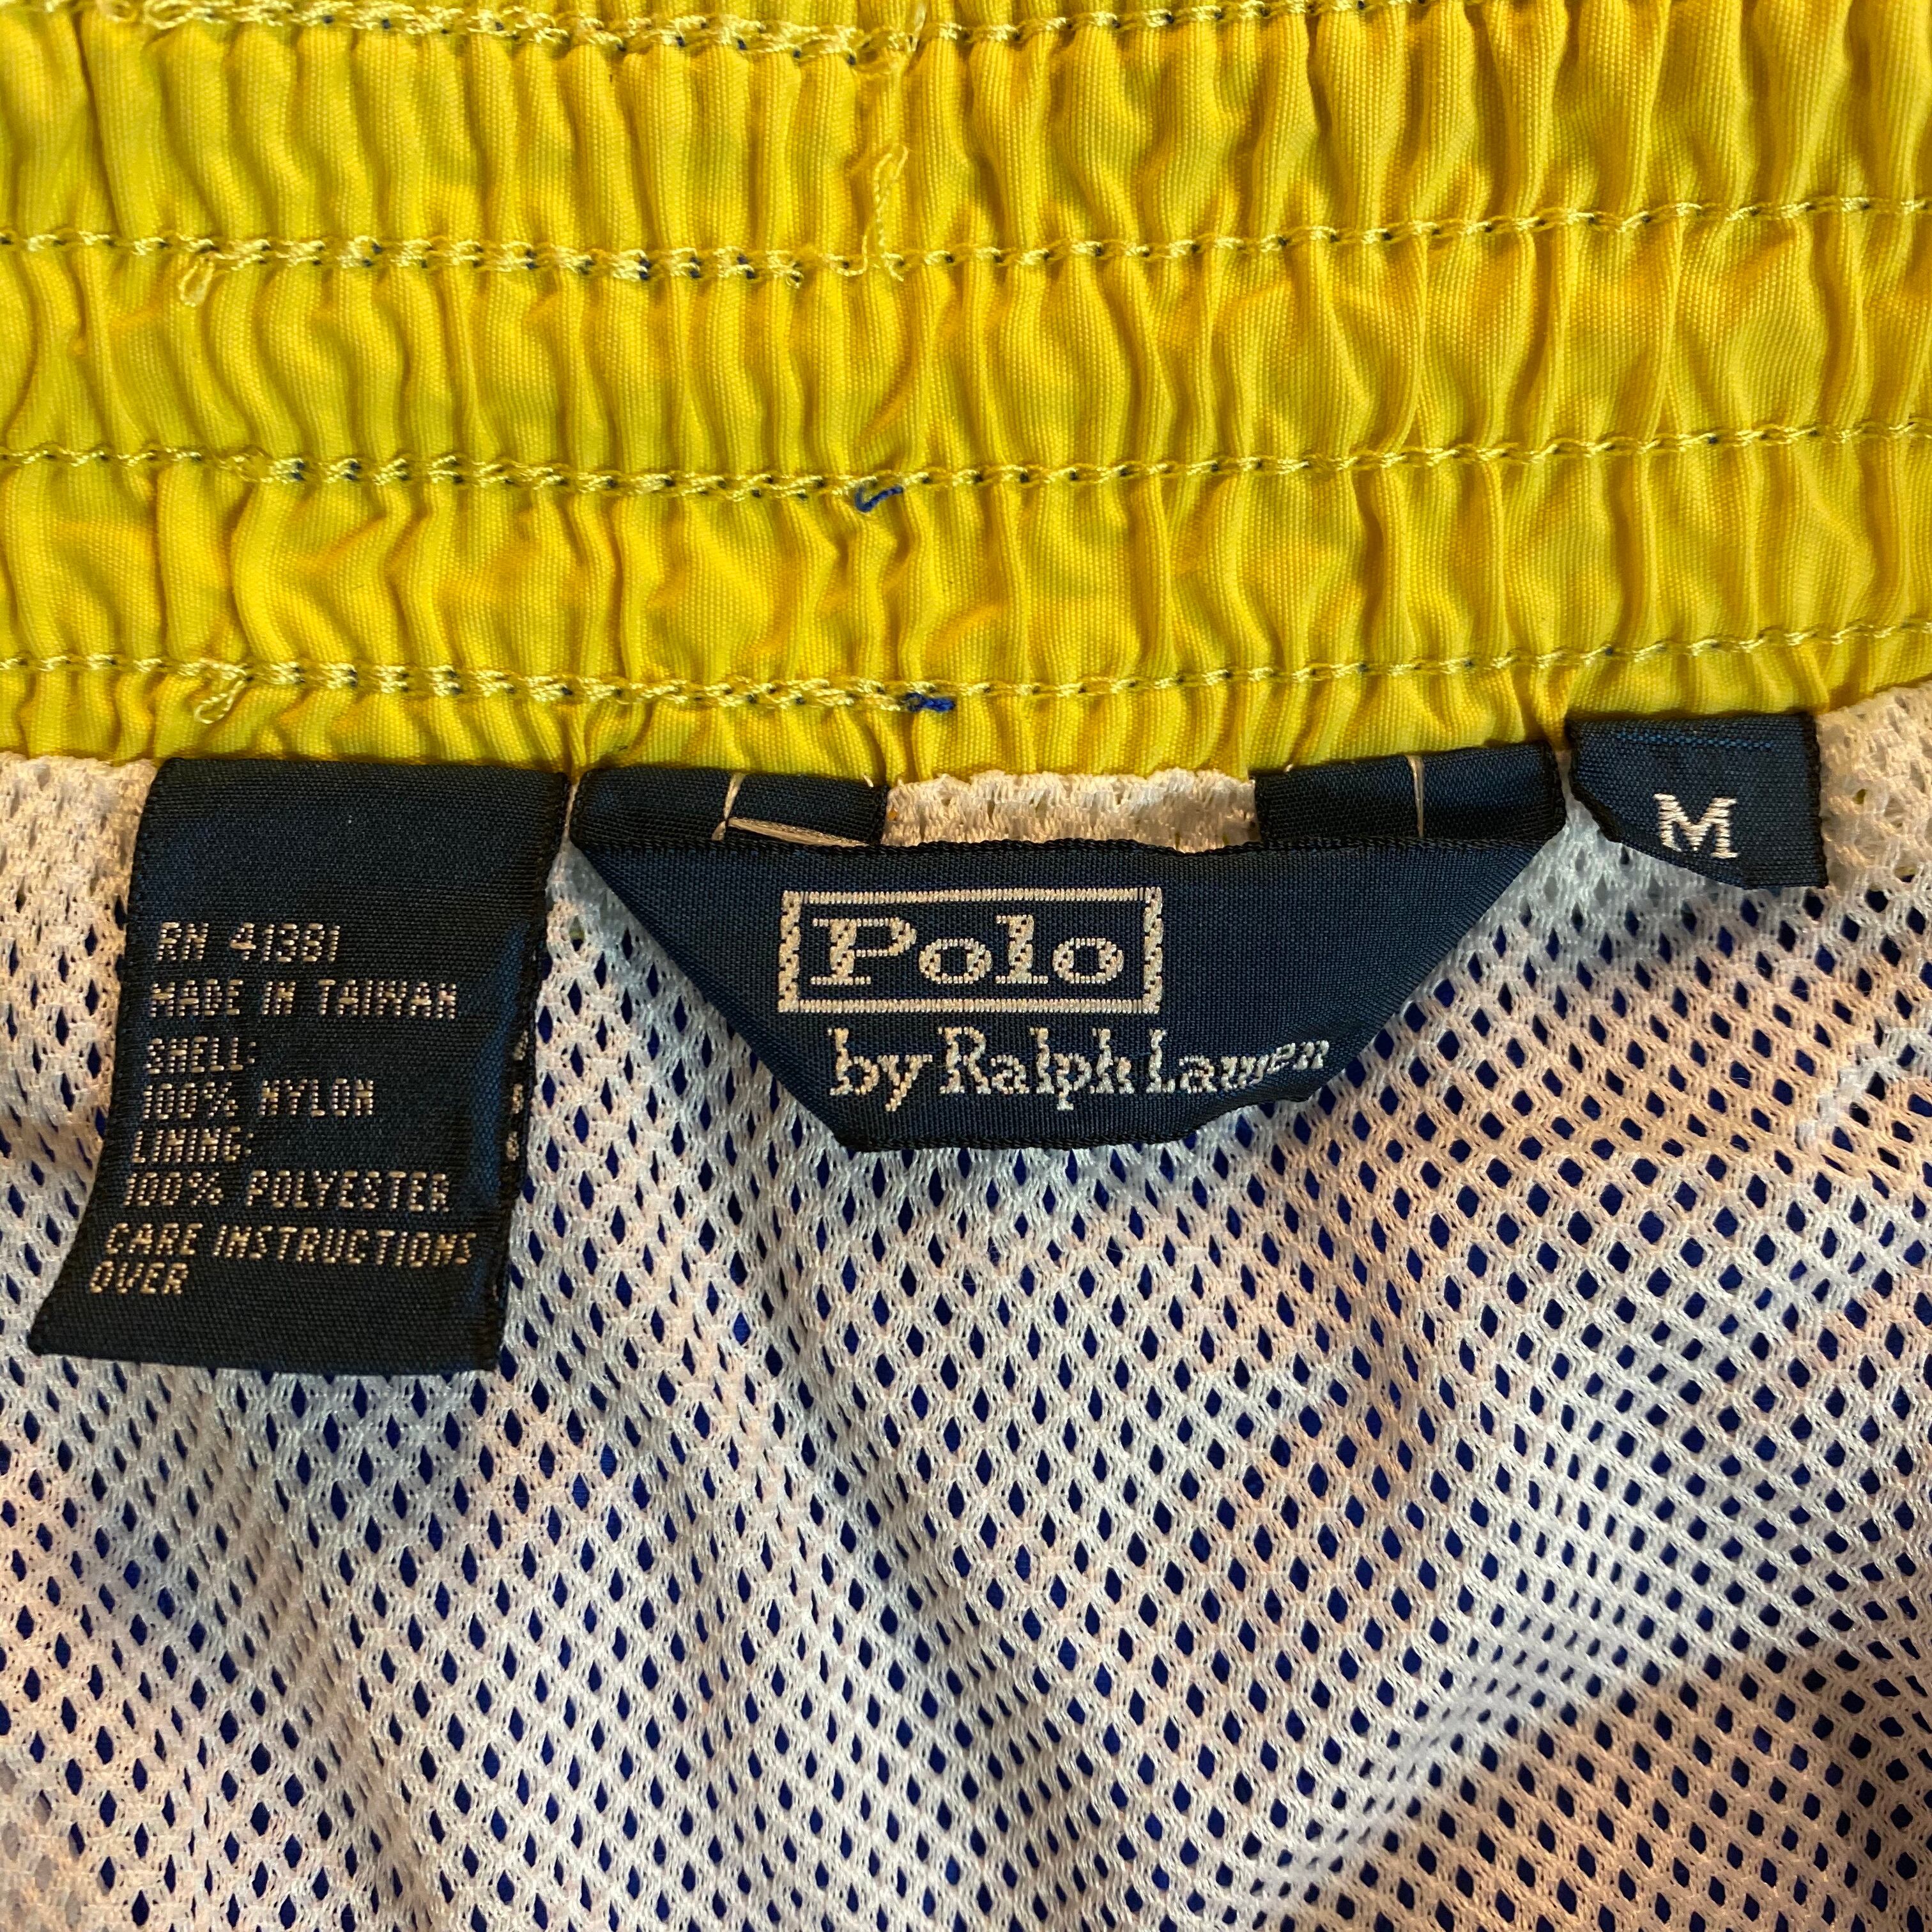 RN 41381
MADE IN TAIWAN
SHELL:
100% NYLON
LINING:
100% POLYESTER
CARE INSTRUCTIONS
OVER
Polo
by Ralph Lauren
M